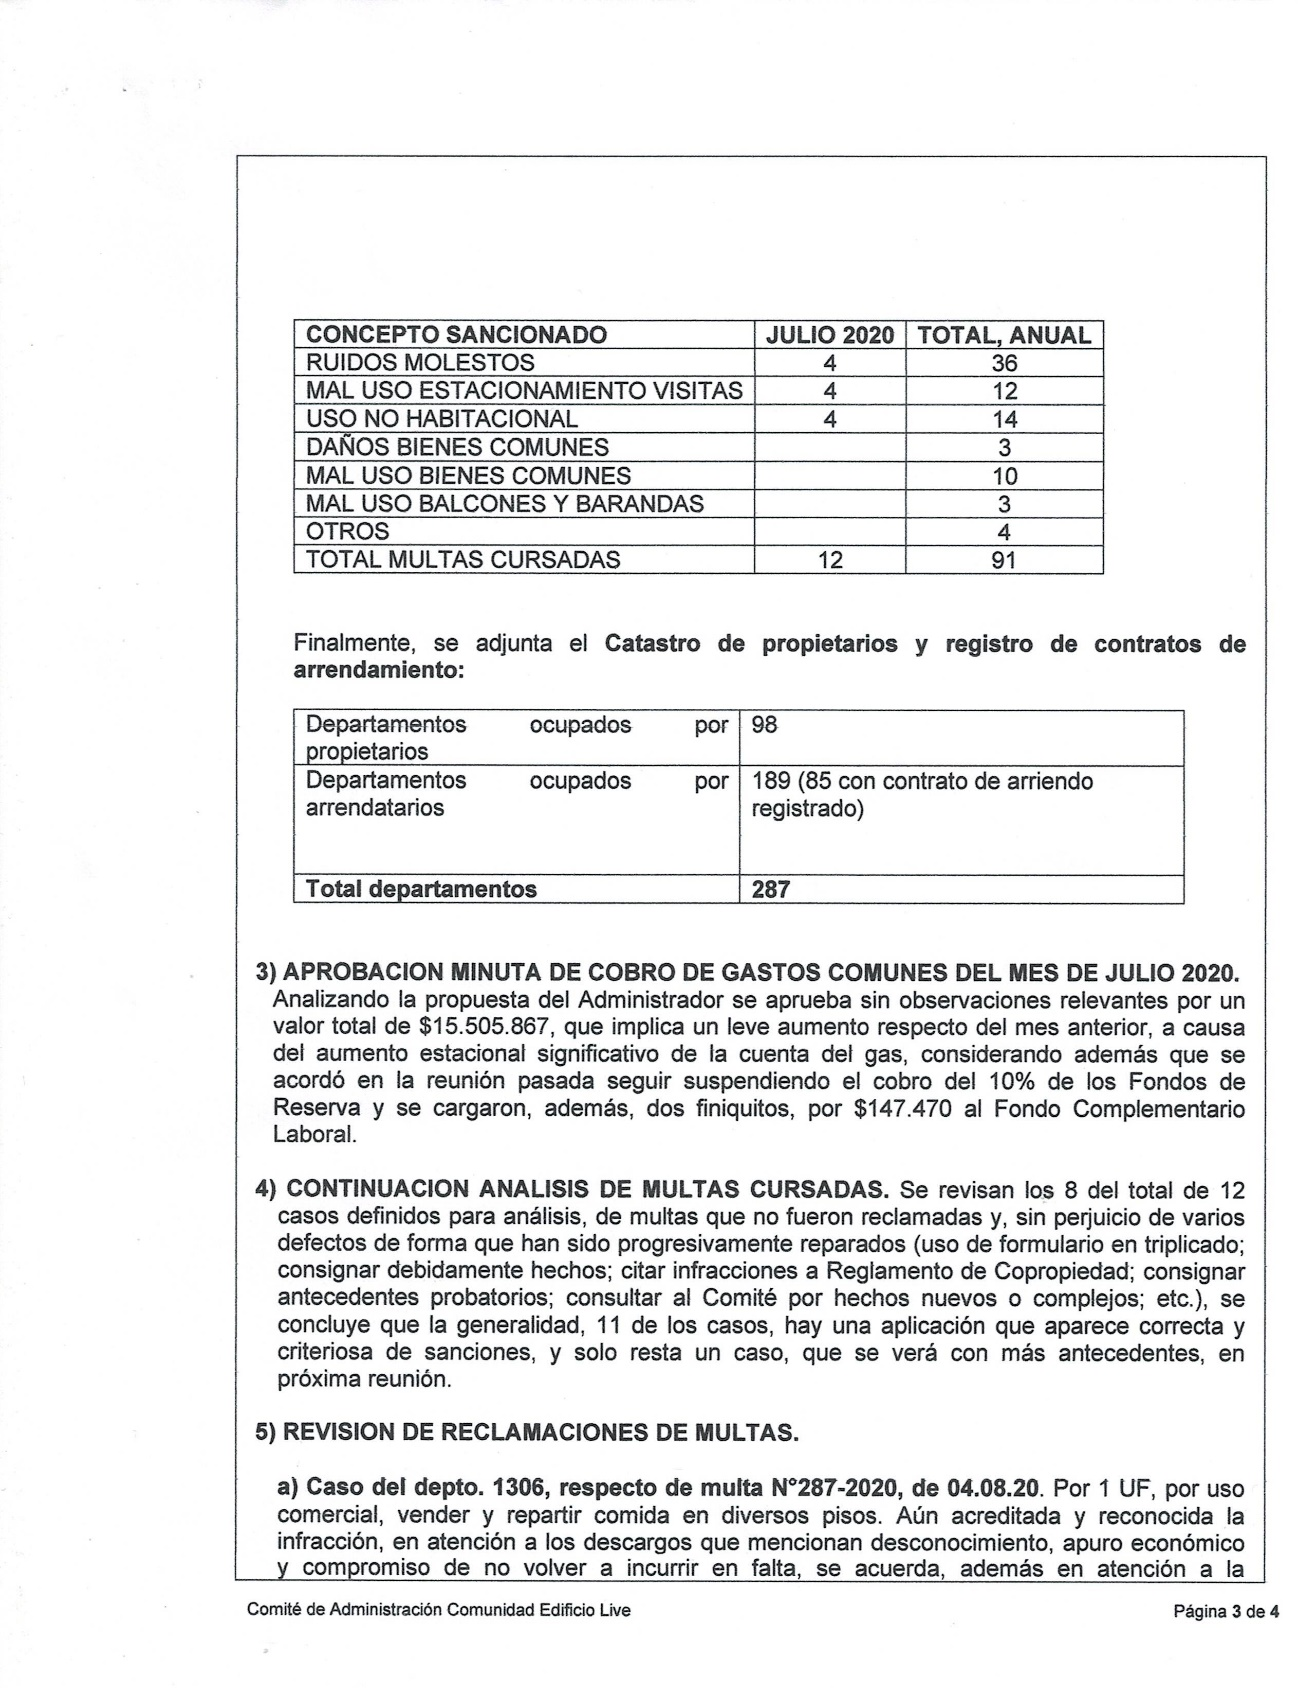 CONCEPTO SANCIONADO JULIO 2020 TOTAL, ANUAL
RUIDOS MOLESTOS 4 36
MAL USO ESTACIONAMIENTO VISITAS 4 12
USO NO HABITACIONAL 4 14
DAÑOS BIENES COMUNES 3
MAL USO BIENES COMUNES 10
MAL USO BALCONES Y BARANDAS 3
OTROS 4
TOTAL MULTAS CURSADAS 12 91
Finalmente, se adjunta el Catastro de propietarios y registro de contratos de
arrendamiento:
Departamentos ocupados por 98
propietarios
Departamentos ocupados por 189 (85 con contrato de arriendo
arrendatarios registrado)
Total departamentos 287
3) APROBACION MINUTA DE COBRO DE GASTOS COMUNES DEL MES DE JULIO 2020.
Analizando la propuesta del Administrador se aprueba sin observaciones relevantes por un
valor total de $15.505.867, que implica un leve aumento respecto del mes anterior, a causa
del aumento estacional significativo de la cuenta del gas, considerando además que se
acordó en la reunión pasada seguir suspendiendo el cobro del 10% de los Fondos de
Reserva y se cargaron, además, dos finiquitos, por $147.470 al Fondo Complementario
Laboral.
4) CONTINUACION ANALISIS DE MULTAS CURSADAS. Se revisan los 8 del total de 12
casos definidos para análisis, de multas que no fueron reclamadas y, sin perjuicio de varios
defectos de forma que han sido progresivamente reparados (uso de formulario en triplicado;
consignar debidamente hechos; citar infracciones a Reglamento de Copropiedad; consignar
antecedentes probatorios; consultar al Comité por hechos nuevos o complejos; etc.), se
concluye que la generalidad, 11 de los casos, hay una aplicación que aparece correcta y
criteriosa de sanciones, y solo resta un caso, que se verá con más antecedentes, en
próxima reunión.
5) REVISION DE RECLAMACIONES DE MULTAS.
a) Caso del depto. 1306, respecto de multa N°287-2020, de 04.08.20. Por 1 UF, por uso
comercial, vender y repartir comida en diversos pisos. Aún acreditada y reconocida la
infracción, en atención a los descargos que mencionan desconocimiento, apuro económico
y compromiso de no volver a incurrir en falta, se acuerda, además en atención a la
Comité de Administración Comunidad Edificio Live Página 3 de 4